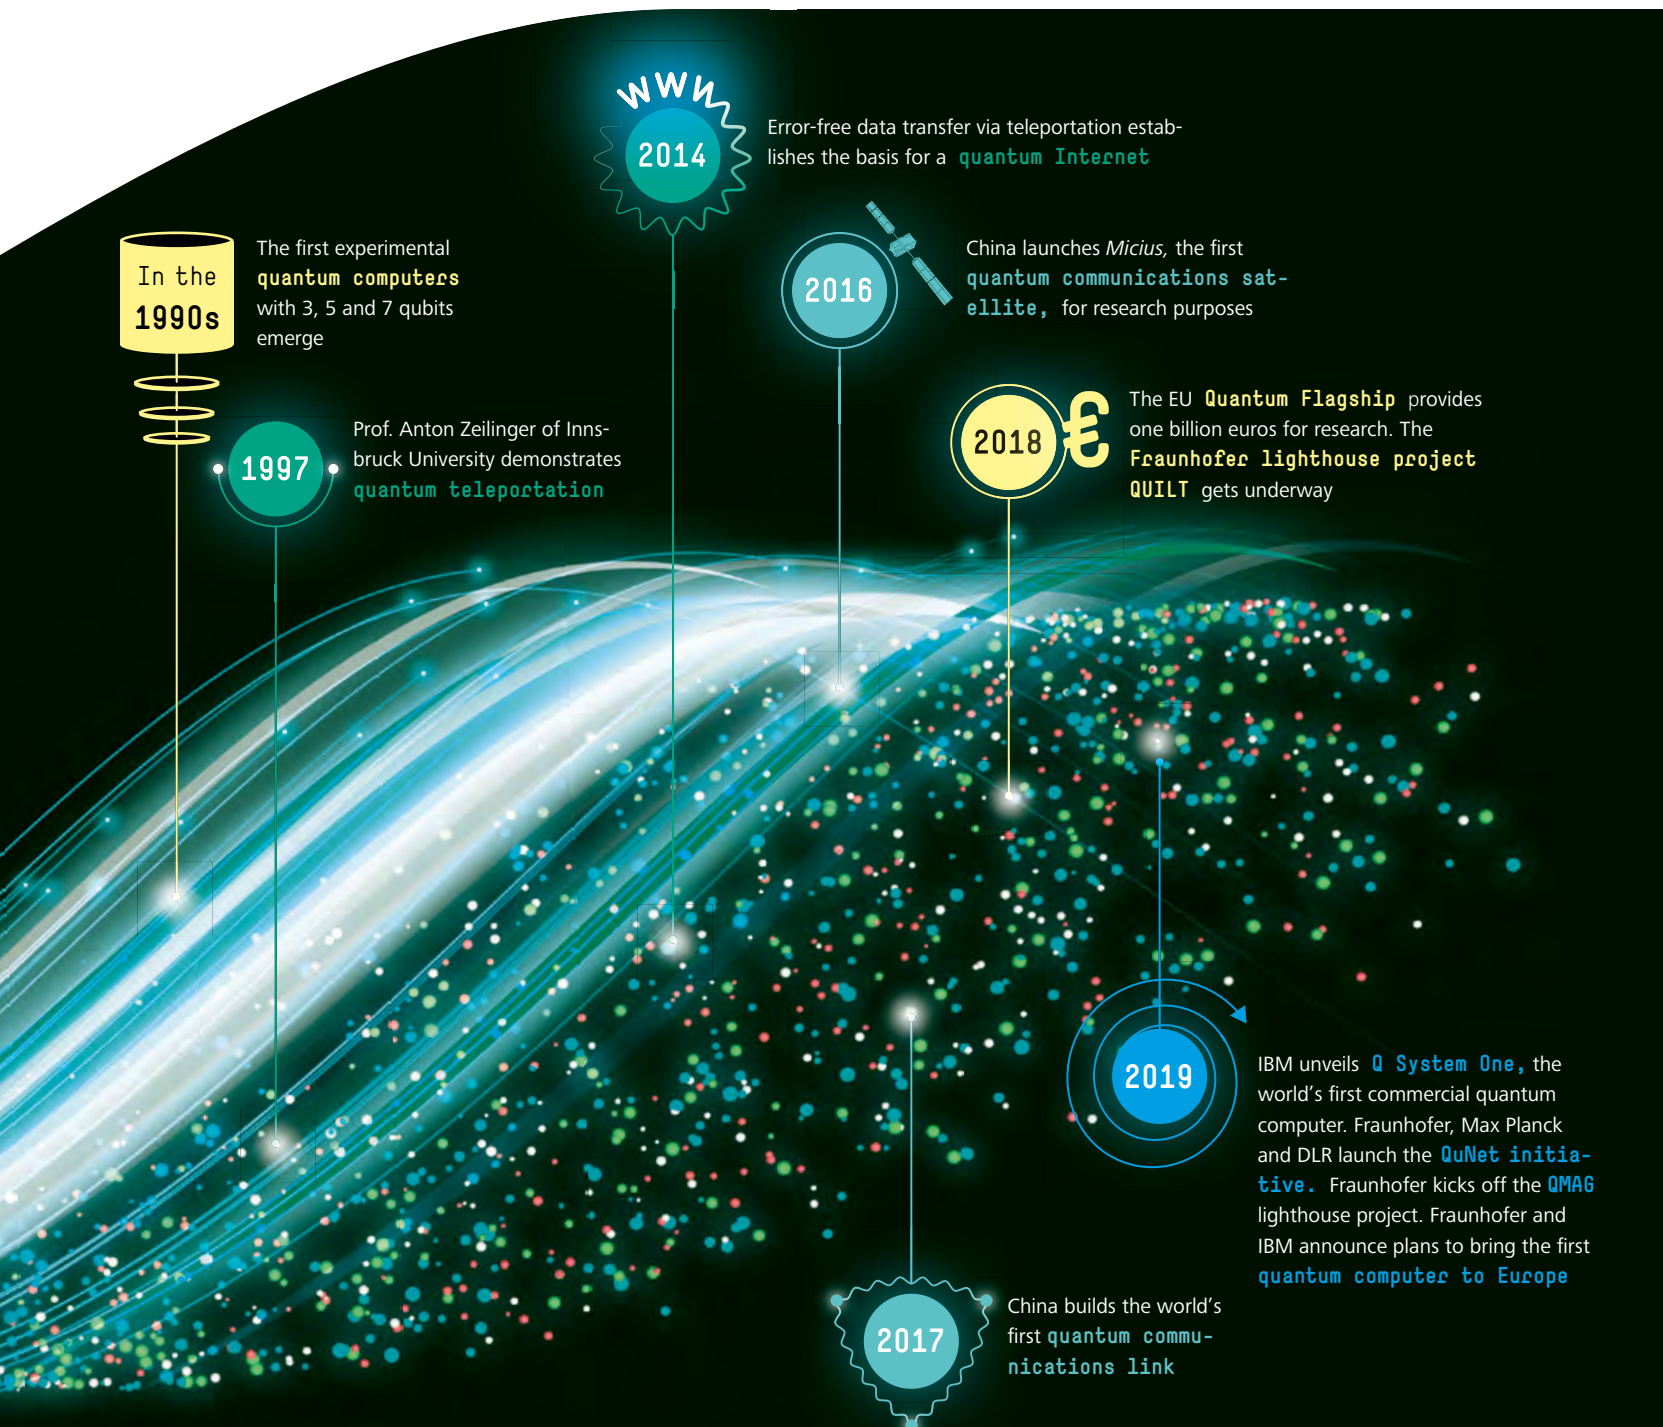 WWW
2014
Error-free data transfer via teleportation estab-
lishes the basis for a quantum Internet
In the
1990s
The first experimental
quantum computers
with 3, 5 and 7 qubits
emerge
2016
China launches Micius, the first
quantum communications sat-
ellite, for research purposes
1997
Prof. Anton Zeilinger of Inns-
bruck University demonstrates
quantum teleportation
2018
€
The EU Quantum Flagship provides
one billion euros for research. The
Fraunhofer lighthouse project
QUILT gets underway
2019
IBM unveils Q System One, the
world's first commercial quantum
computer. Fraunhofer, Max Planck
and DLR launch the QuNet initia-
tive. Fraunhofer kicks off the QMAG
lighthouse project. Fraunhofer and
IBM announce plans to bring the first
quantum computer to Europe
2017
China builds the world's
first quantum commu-
nications link